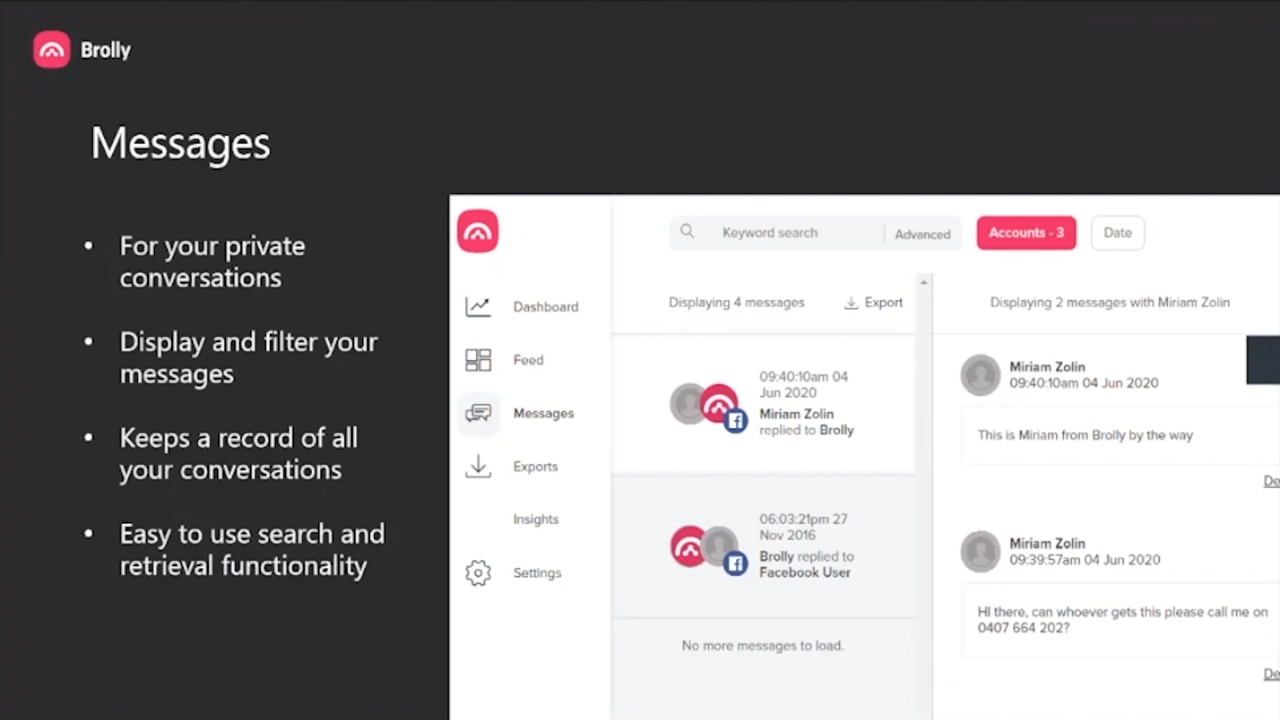 Brolly
Messages
• For your private
conversations
• Display and filter your
messages
• Keeps a record of all
your conversations
• Easy to use search and
retrieval functionality
Dashboard
Feed
Messages
Exports
Insights
Settings
Keyword search
Advanced
Accounts - 3
Date
Displaying 4 messages
Export
09:40:10am 04
Jun 2020
Miriam Zolin
replied to Brolly
06:03:21pm 27
Nov 2016
Brolly replied to
Facebook User
No more messages to load.
Displaying 2 messages with Miriam Zolin
Miriam Zolin
09:40:10am 04 Jun 2020
This is Miriam from Brolly by the way
De
Miriam Zolin
09:39:57am 04 Jun 2020
HI there, can whoever gets this please call me on
0407 664 202?
De